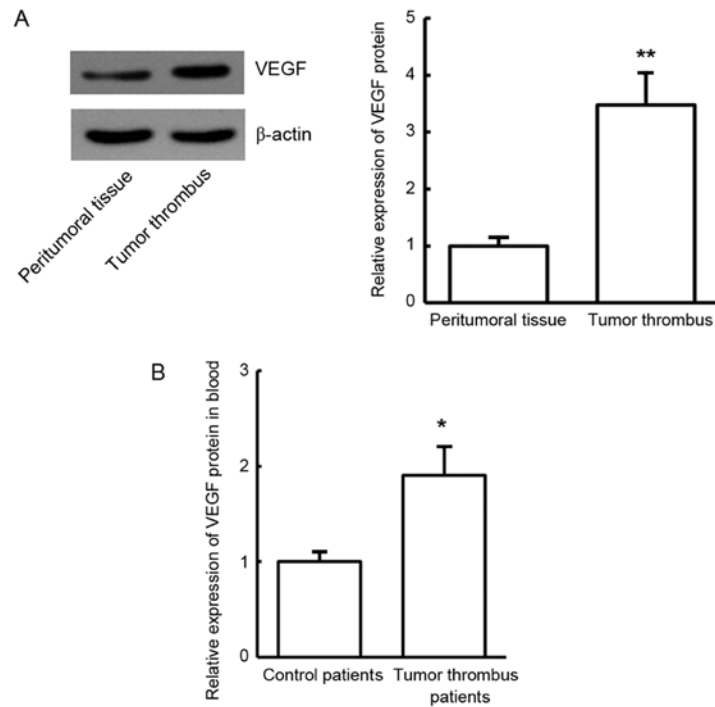 A
VEGF
β-actin
Peritumoral tissue
Tumor thrombus
Relative expression of VEGF protein
5
4
3
2
1
0
**
Peritumoral tissue
Tumor thrombus
B
Relative expression of VEGF protein in blood
3
2
1
0
*
Control patients
Tumor thrombus
patients